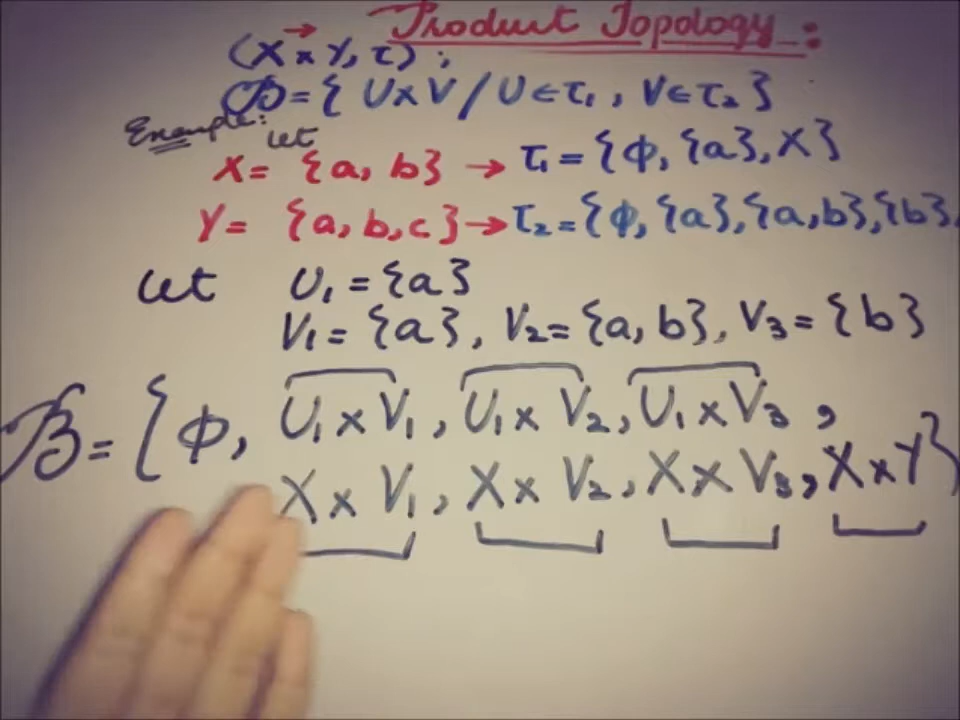 Product Topology :
(X × Y, τ) ;
B = { U × V / U ∈ τ₁ , V ∈ τ₂ }
Example: let
X = {a, b} → τ₁ = {ϕ, {a}, X}
Y = {a, b, c} → τ₂ = {ϕ, {a}, {a, b}, {b},
let U₁ = {a}
V₁ = {a}, V₂ = {a, b}, V₃ = {b}
B = { ϕ, U₁ × V₁ , U₁ × V₂, U₁ × V₃ ,
X × V₁ , X × V₂ , X × V₃ , X × Y }